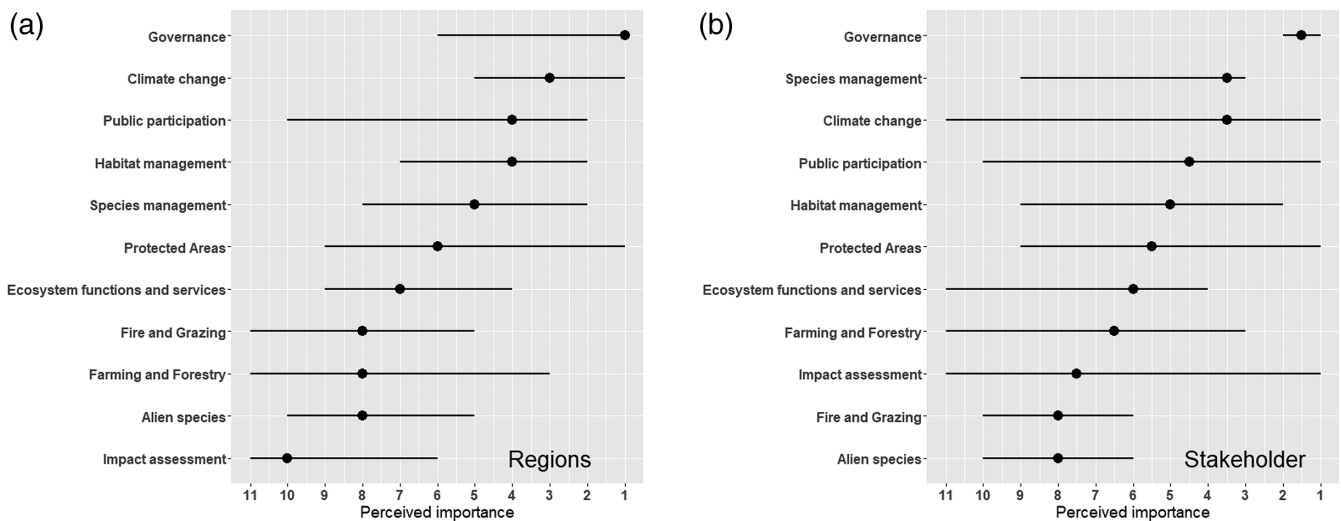 (a)
Governance
Climate change
Public participation
Habitat management
Species management
Protected Areas
Ecosystem functions and services
Fire and Grazing
Farming and Forestry
Alien species
Impact assessment
Regions
11 10 9 8 7 6 5 4 3 2 1
Perceived importance
(b)
Governance
Species management
Climate change
Public participation
Habitat management
Protected Areas
Ecosystem functions and services
Farming and Forestry
Impact assessment
Fire and Grazing
Alien species
Stakeholder
11 10 9 8 7 6 5 4 3 2 1
Perceived importance